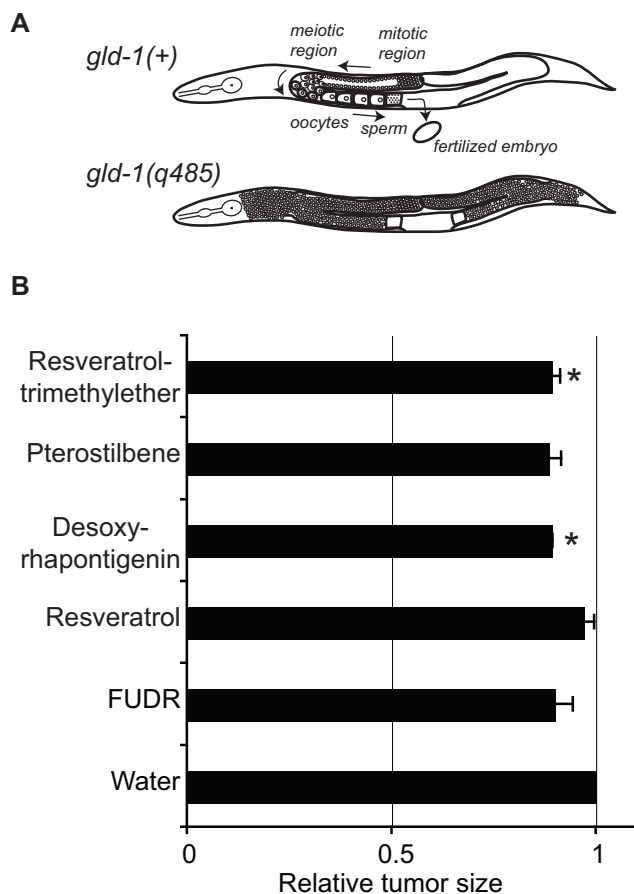 A
gld-1(+)
meiotic region
mitotic region
oocytes
sperm
fertilized embryo
gld-1(q485)
B
Resveratrol-
trimethylether
*
Pterostilbene
Desoxy-
rhapontigenin
*
Resveratrol
FUDR
Water
0
0.5
1
Relative tumor size